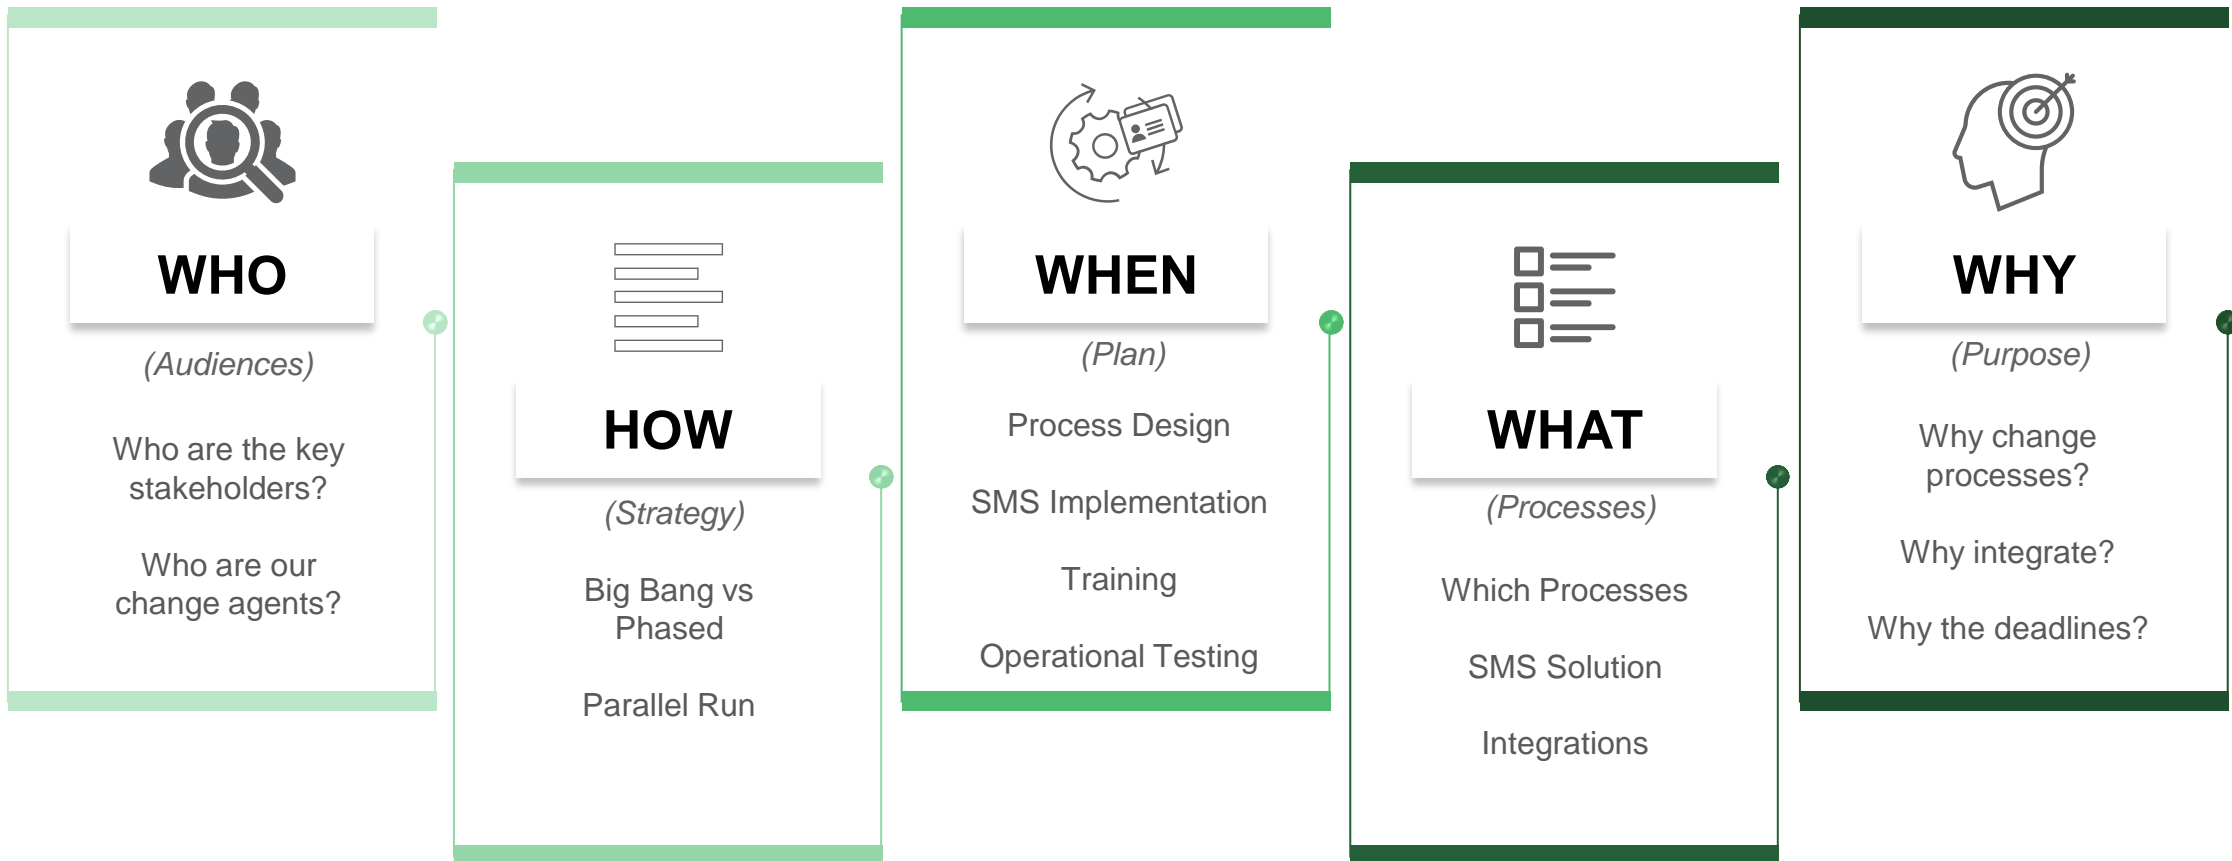 WHO
(Audiences)
Who are the key
stakeholders?
Who are our
change agents?
HOW
(Strategy)
Big Bang vs
Phased
Parallel Run
WHEN
(Plan)
Process Design
SMS Implementation
Training
Operational Testing
WHAT
(Processes)
Which Processes
SMS Solution
Integrations
WHY
(Purpose)
Why change
processes?
Why integrate?
Why the deadlines?